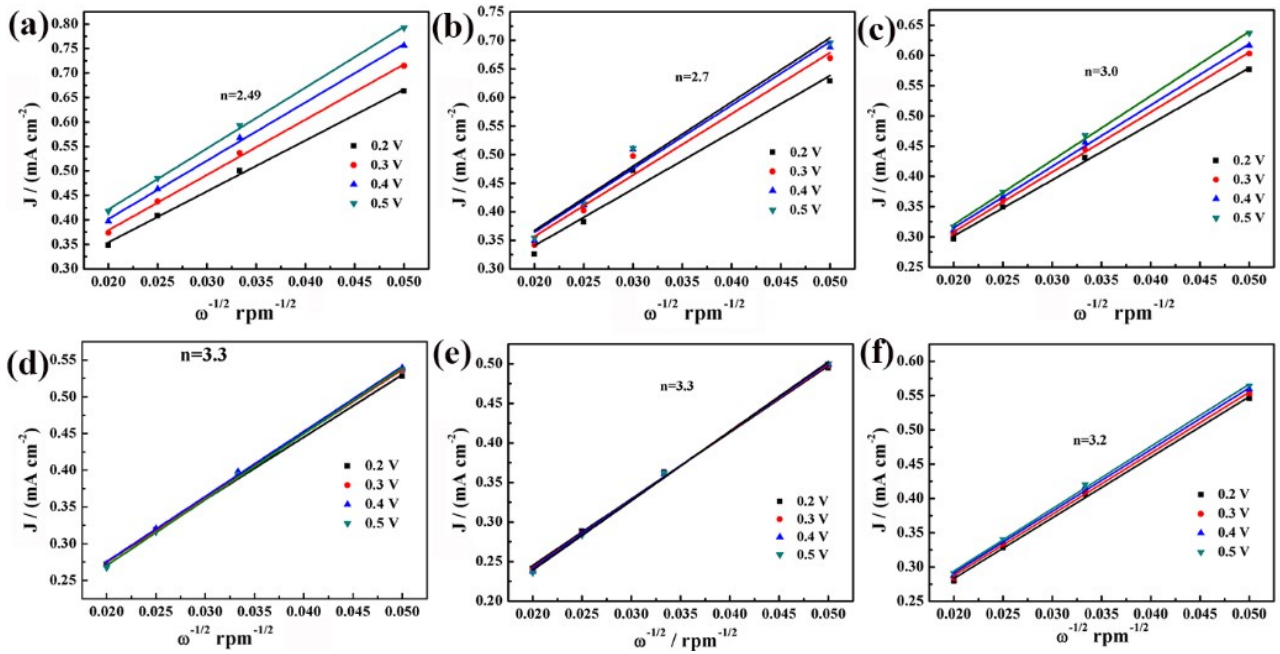 (a)
J / (mA cm⁻²)
0.80
0.75
0.70
0.65
0.60
0.55
0.50
0.45
0.40
0.35
0.30
n=2.49
0.2 V
0.3 V
0.4 V
0.5 V
0.020 0.025 0.030 0.035 0.040 0.045 0.050
ω⁻¹/² rpm⁻¹/²
(b)
J / (mA cm⁻²)
0.70
0.65
0.60
0.55
0.50
0.45
0.40
0.35
0.30
n=2.7
0.2 V
0.3 V
0.4 V
0.5 V
0.020 0.025 0.030 0.035 0.040 0.045 0.050
ω⁻¹/² rpm⁻¹/²
(c)
J / (mA cm⁻²)
0.65
0.60
0.55
0.50
0.45
0.40
0.35
0.30
0.25
n=3.0
0.2 V
0.3 V
0.4 V
0.5 V
0.020 0.025 0.030 0.035 0.040 0.045 0.050
ω⁻¹/² rpm⁻¹/²
(d)
n=3.3
J / (mA cm⁻²)
0.55
0.50
0.45
0.40
0.35
0.30
0.25
0.2 V
0.3 V
0.4 V
0.5 V
0.020 0.025 0.030 0.035 0.040 0.045 0.050
ω⁻¹/² rpm⁻¹/²
(e)
J / (mA cm⁻²)
0.50
0.45
0.40
0.35
0.30
0.25
0.20
n=3.3
0.2 V
0.3 V
0.4 V
0.5 V
0.020 0.025 0.030 0.035 0.040 0.045 0.050
ω⁻¹/² / rpm⁻¹/²
(f)
J / (mA cm⁻²)
0.60
0.55
0.50
0.45
0.40
0.35
0.30
0.25
n=3.2
0.2 V
0.3 V
0.4 V
0.5 V
0.020 0.025 0.030 0.035 0.040 0.045 0.050
ω⁻¹/² rpm⁻¹/²